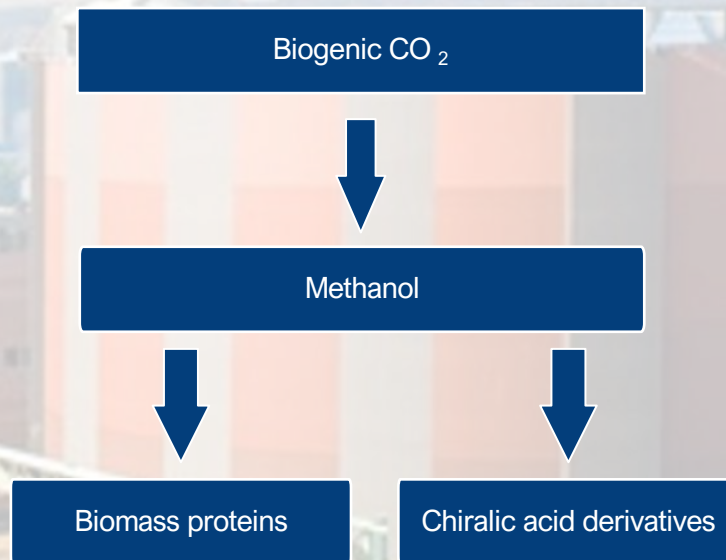 Biogenic CO 2
Methanol
Biomass proteins
Chiralic acid derivatives